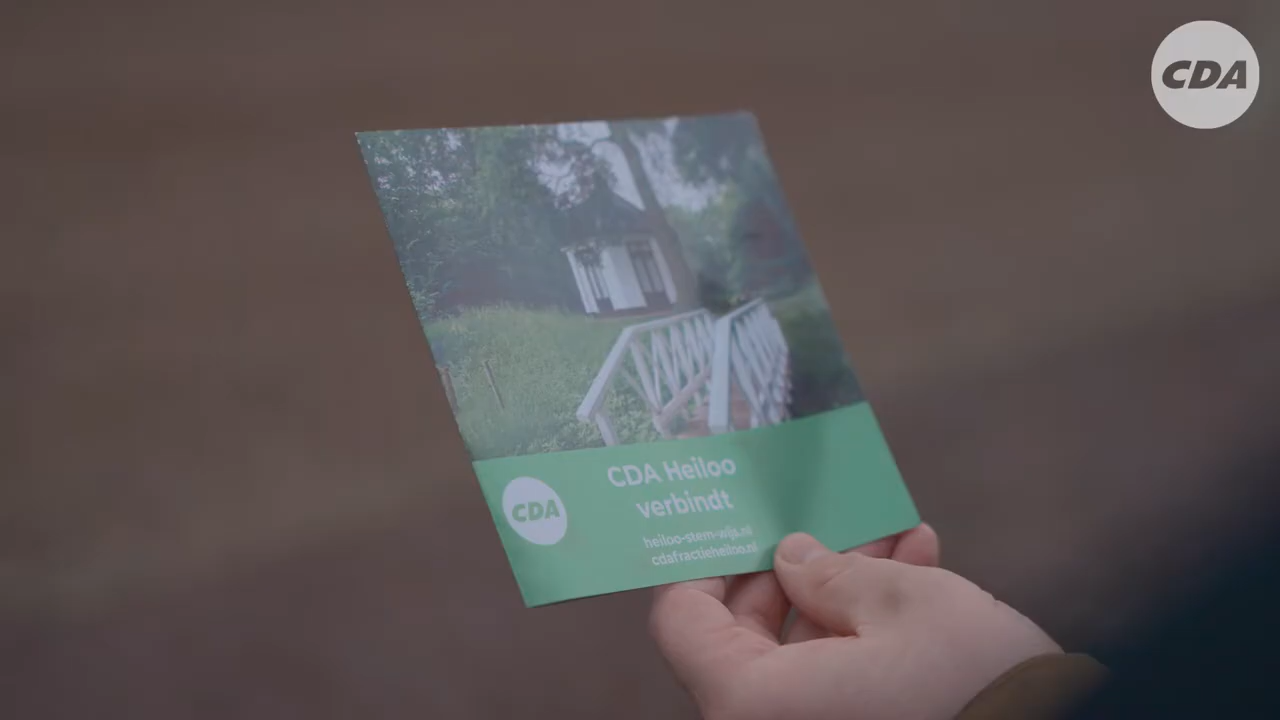 CDA
CDA Heiloo
verbindt
CDA
heiloo-stem-wijs.nl
cdafractieheiloo.nl